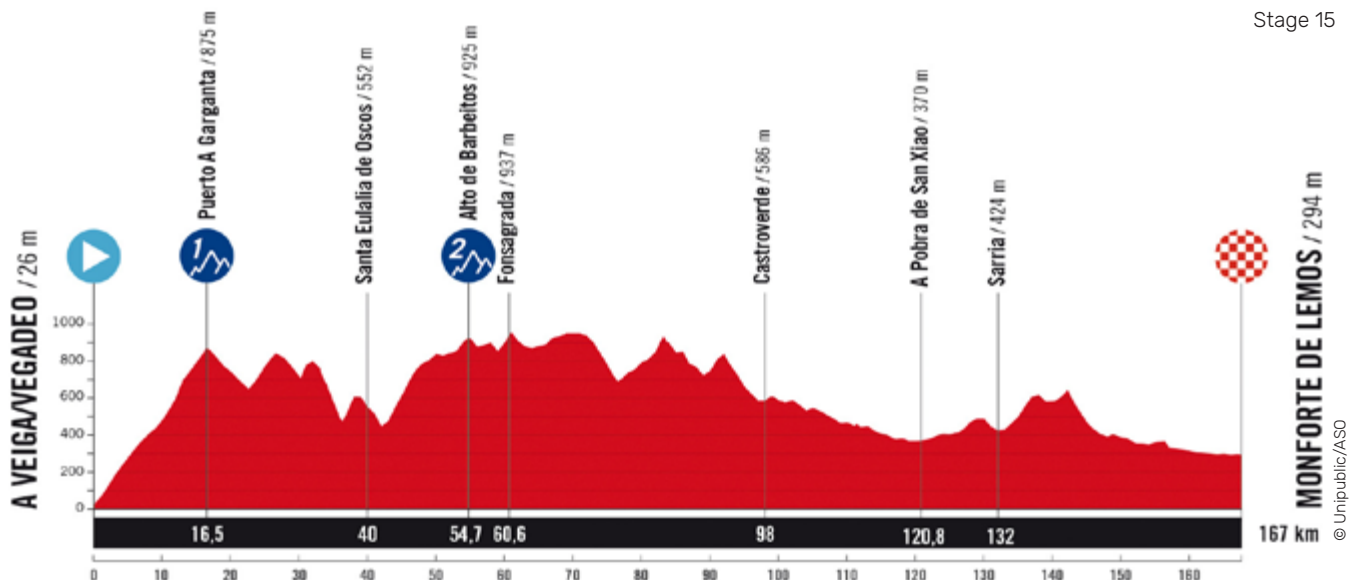 Stage 15
Puerto A Garganta / 875 m
Santa Eulalia de Oscos / 552 m
Alto de Barbeitos / 925 m
Fonsagrada / 937 m
Castroverde / 586 m
A Pobra de San Xiao / 370 m
Sarria / 424 m
A VEIGA/VEGADEO / 26 m
1
2
MONFORTE DE LEMOS / 294 m
1000
800
600
400
200
0
16,5 40 54,7 60,6 98 120,8 132 167 km
0 10 20 30 40 50 60 70 80 90 100 110 120 130 140 150 160
© Unipublic/ASO